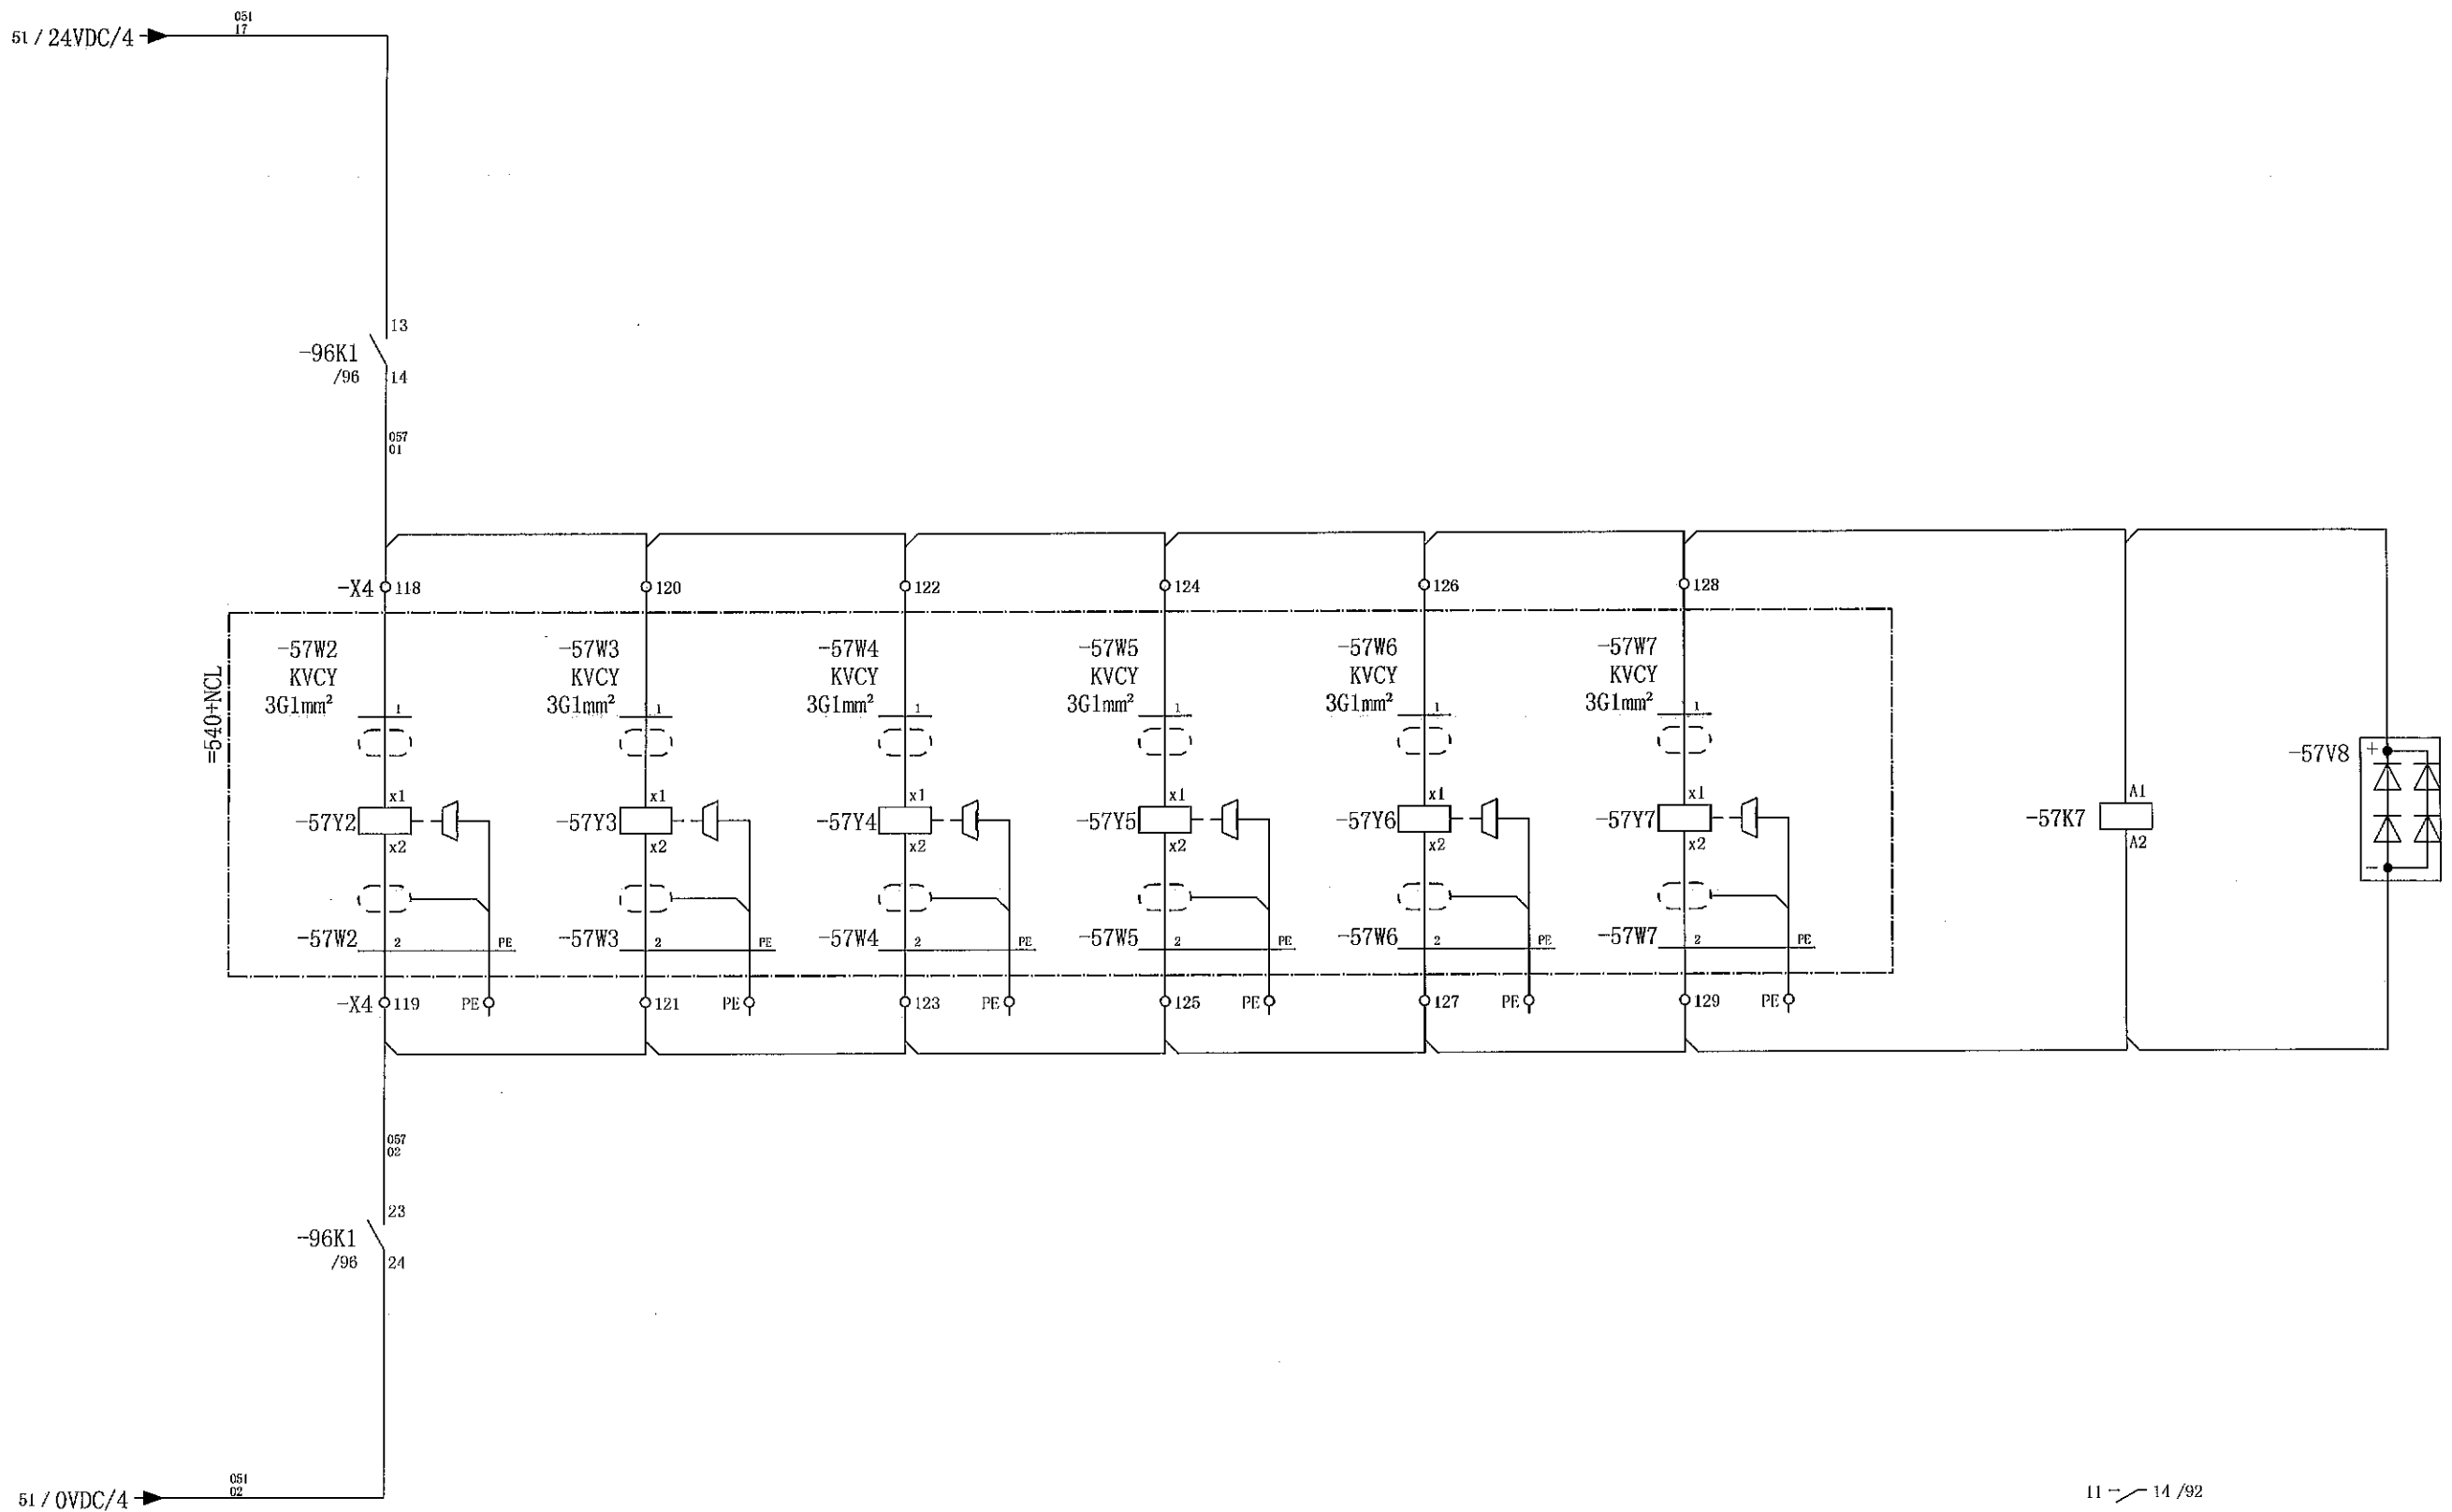 051
17
51 / 24VDC/4
13
-96K1
/96
14
057
01
-X4 118 120 122 124 126 128
=540+NCL
-57W2 -57W3 -57W4 -57W5 -57W6 -57W7
KVCY KVCY KVCY KVCY KVCY KVCY
3G1mm² 3G1mm² 3G1mm² 3G1mm² 3G1mm² 3G1mm²
1 1 1 1 1 1
-57V8 + -
x1 x1 x1 x1 x1 x1 A1
-57Y2 -57Y3 -57Y4 -57Y5 -57Y6 -57Y7 -57K7
x2 x2 x2 x2 x2 x2 A2
-57W2 2 PE -57W3 2 PE -57W4 2 PE -57W5 2 PE -57W6 2 PE -57W7 2 PE
-X4 119 PE 121 PE 123 PE 125 PE 127 PE 129 PE
057
02
23
-96K1
/96
24
051
02
51 / 0VDC/4
11 14 /92